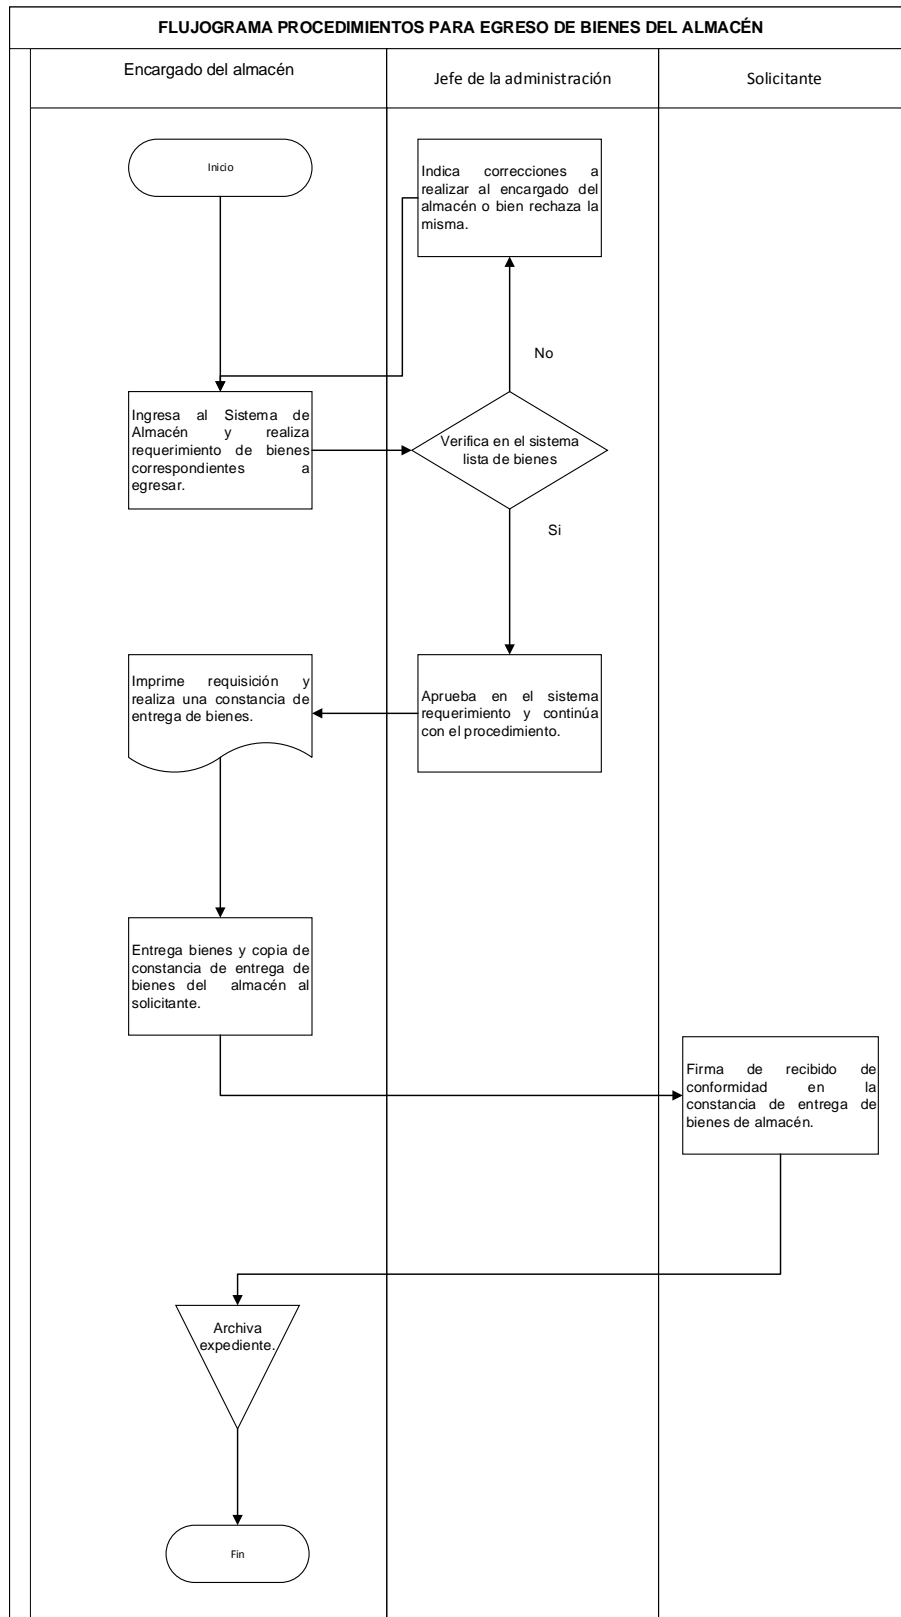 FLUJOGRAMA PROCEDIMIENTOS PARA EGRESO DE BIENES DEL ALMACÉN
Encargado del almacén
Jefe de la administración
Solicitante
Inicio
Indica correcciones a
realizar al encargado del
almacén o bien rechaza la
misma.
No
Ingresa al Sistema de
Almacén y realiza
requerimiento de bienes
correspondientes a
egresar.
Verifica en el sistema
lista de bienes
Si
Imprime requisición y
realiza una constancia de
entrega de bienes.
Aprueba en el sistema
requerimiento y continúa
con el procedimiento.
Entrega bienes y copia de
constancia de entrega de
bienes del almacén al
solicitante.
Firma de recibido de
conformidad en la
constancia de entrega de
bienes de almacén.
Archiva
expediente.
Fin